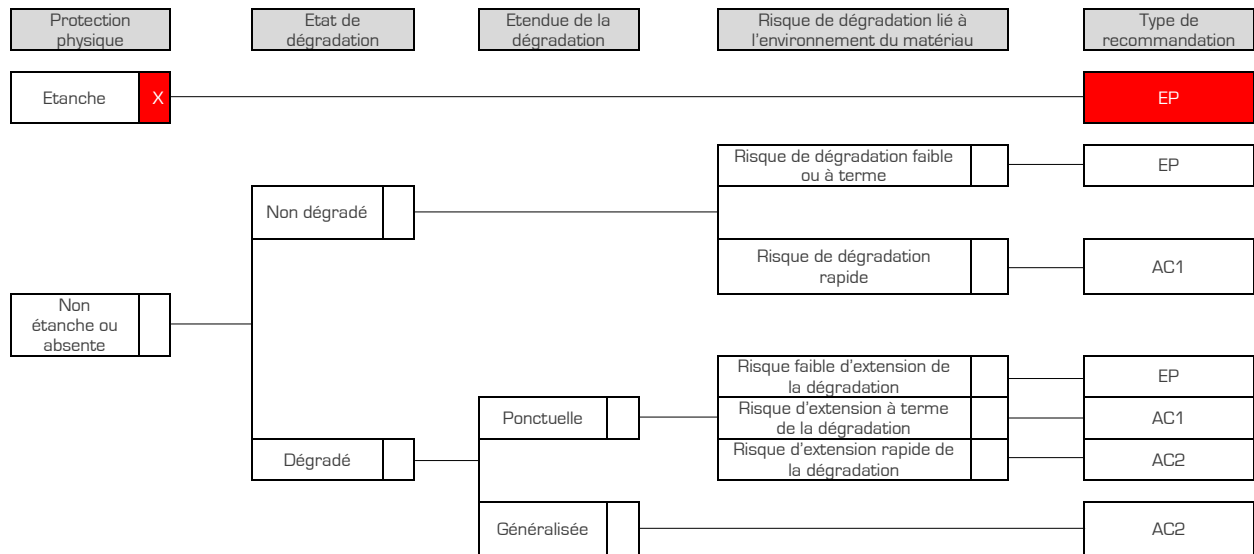 Protection
physique
Etat de
dégradation
Etendue de la
dégradation
Risque de dégradation lié à
l'environnement du matériau
Type de
recommandation
Etanche
X
EP
Risque de dégradation faible
ou à terme
EP
Non dégradé
Risque de dégradation
rapide
AC1
Non
étanche ou
absente
Risque faible d'extension de
la dégradation
EP
Ponctuelle
Risque d'extension à terme
de la dégradation
AC1
Dégradé
Risque d'extension rapide de
la dégradation
AC2
Généralisée
AC2